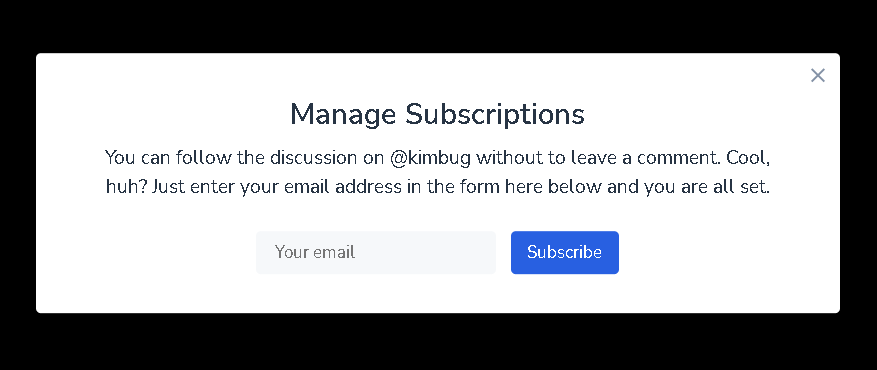 Manage Subscriptions
You can follow the discussion on @kimbug without to leave a comment. Cool,
huh? Just enter your email address in the form here below and you are all set.
Your email
Subscribe